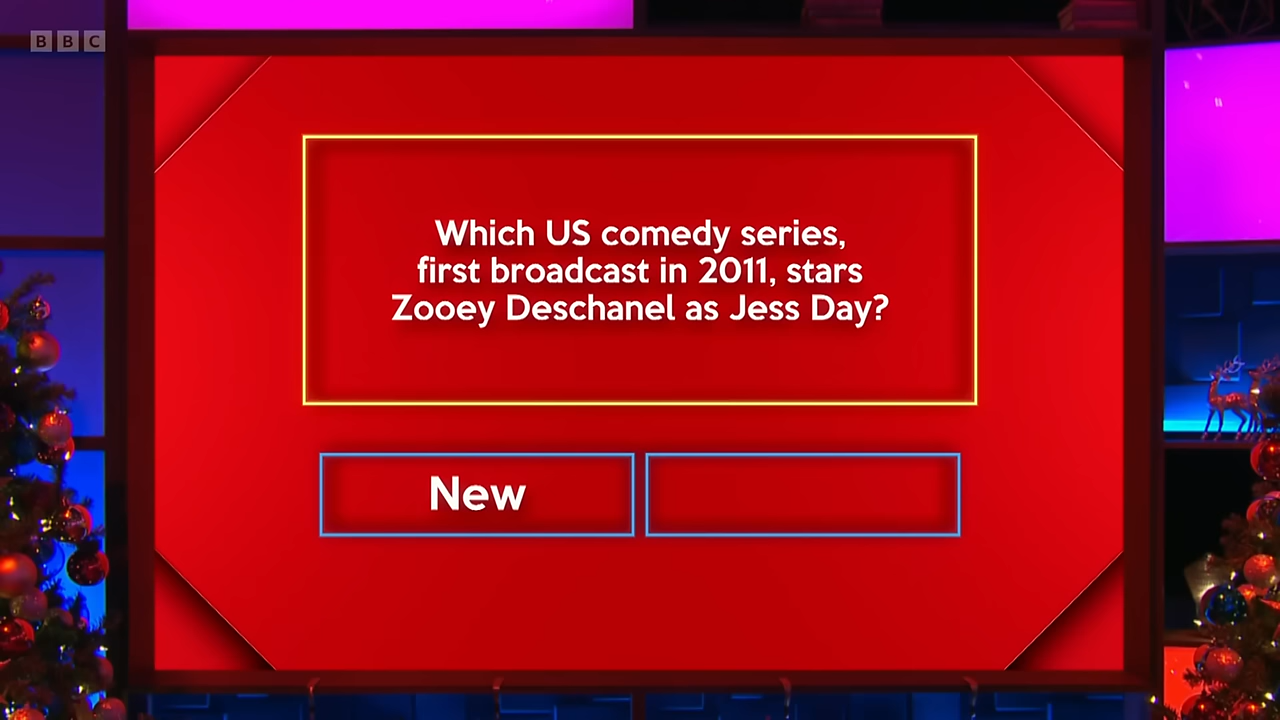 BBC
Which US comedy series,
first broadcast in 2011, stars
Zooey Deschanel as Jess Day?
New